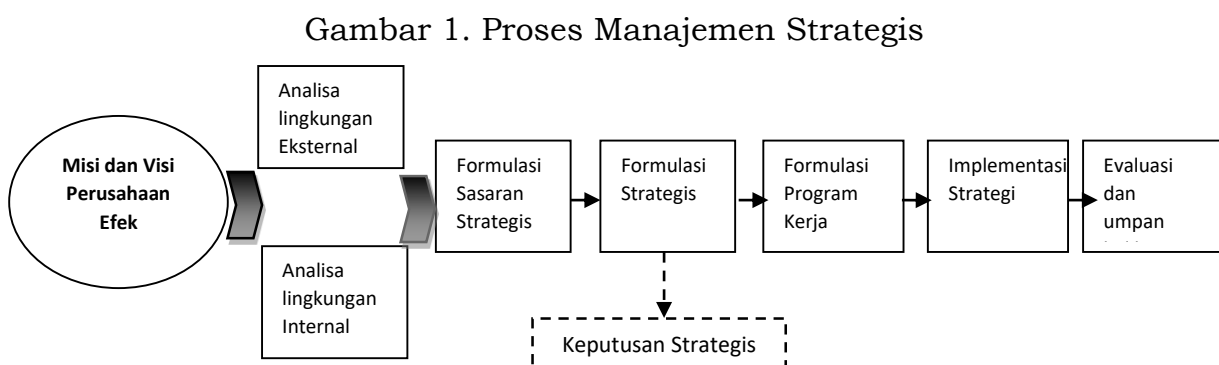 Gambar 1. Proses Manajemen Strategis
Misi dan Visi
Perusahaan
Efek
Analisa
lingkungan
Eksternal
Analisa
lingkungan
Internal
Formulasi
Sasaran
Strategis
Formulasi
Strategis
Formulasi
Program
Kerja
Implementasi
Strategi
Evaluasi
dan
umpan
Keputusan Strategis